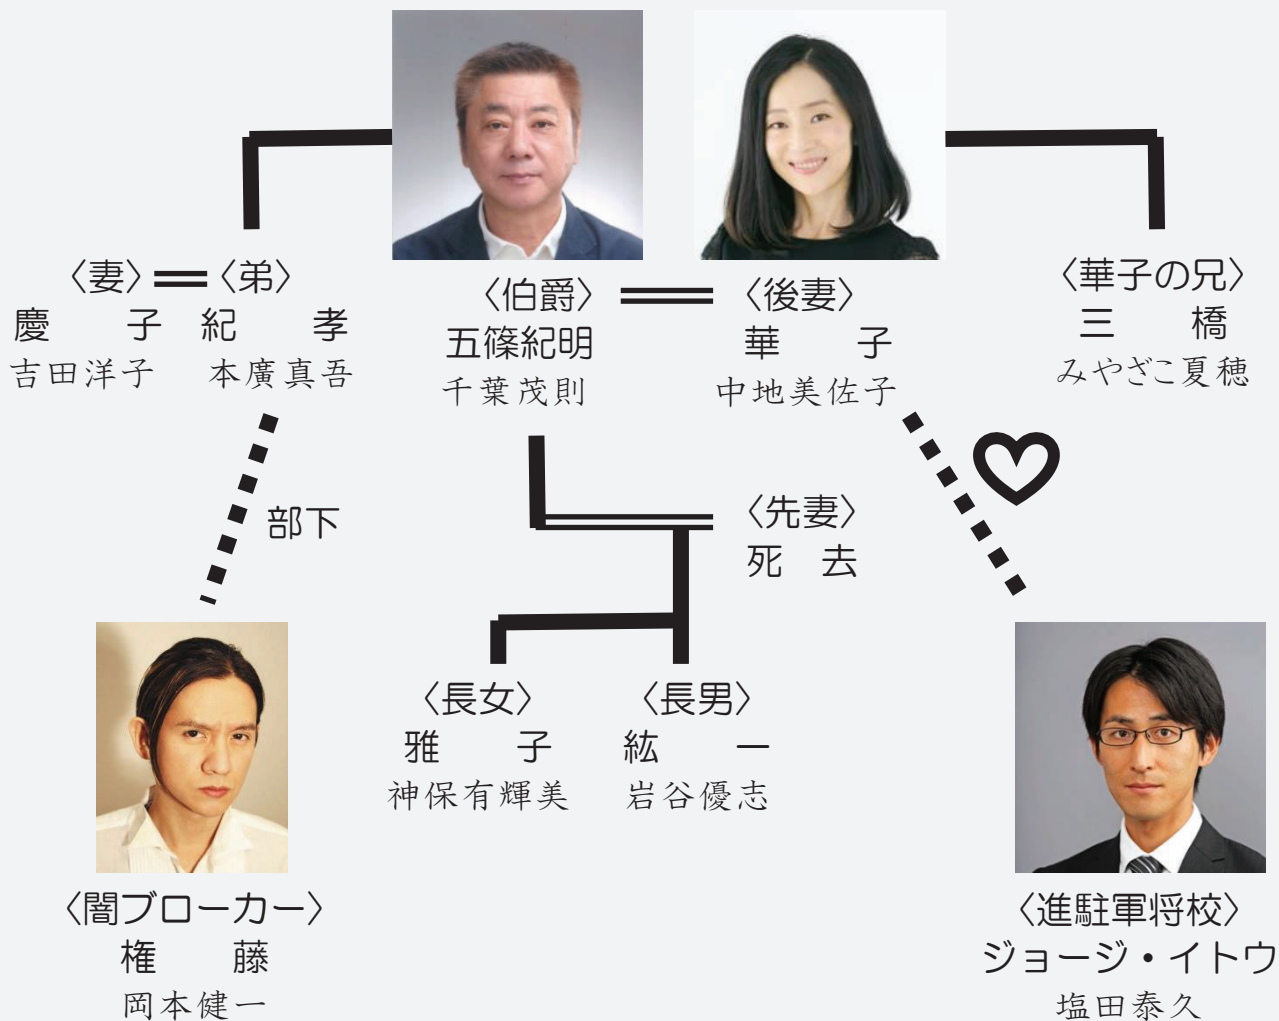 〈妻〉〈弟〉
慶子 紀孝
吉田洋子 本廣真吾
〈伯爵〉
五篠紀明
千葉茂則
〈後妻〉
華子
中地美佐子
〈華子の兄〉
三橋
みやざこ夏穂
部下
〈先妻〉
死去
〈長女〉
雅子
神保有輝美
〈長男〉
紘一
岩谷優志
〈闇ブローカー〉
権藤
岡本健一
〈進駐軍将校〉
ジョージ・イトウ
塩田泰久